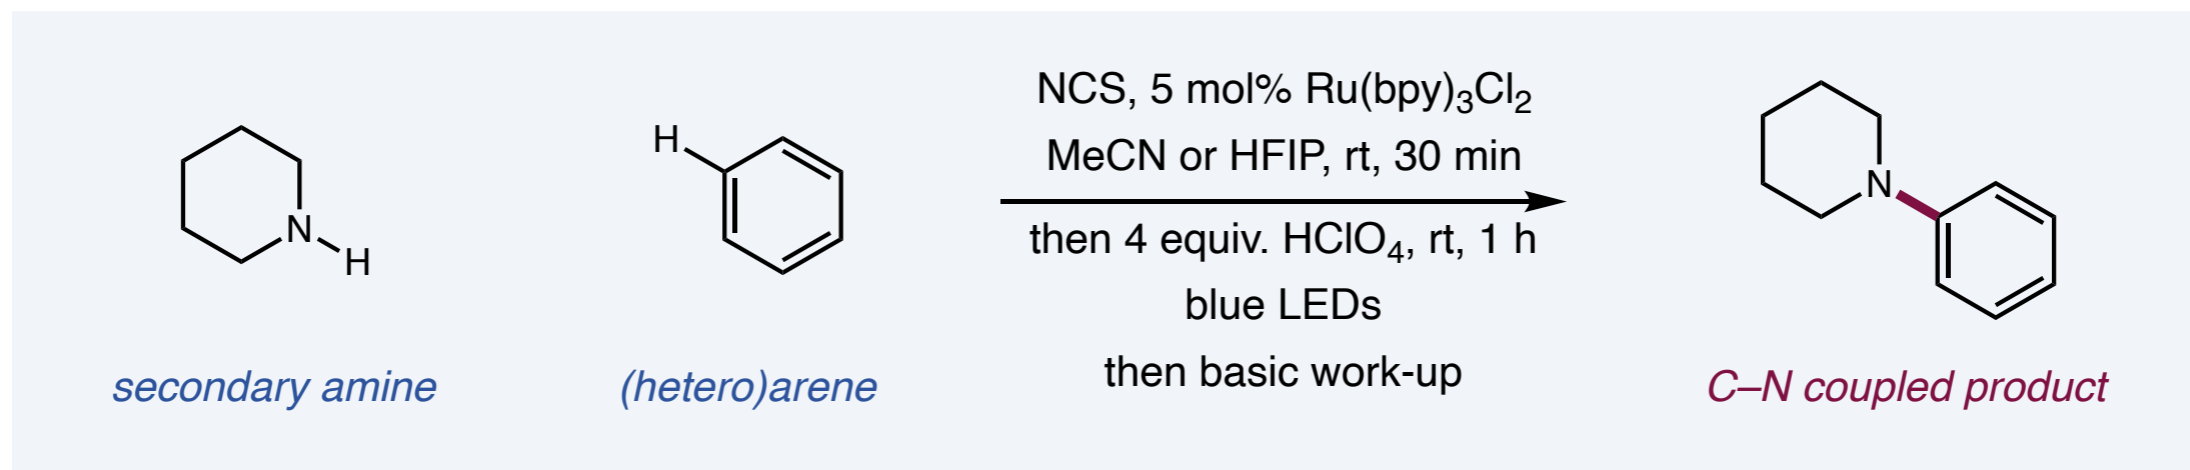 H
N
H
NCS, 5 mol% Ru(bpy)₃Cl₂
MeCN or HFIP, rt, 30 min
then 4 equiv. HClO₄, rt, 1 h
blue LEDs
then basic work-up
N
secondary amine
(hetero)arene
C–N coupled product